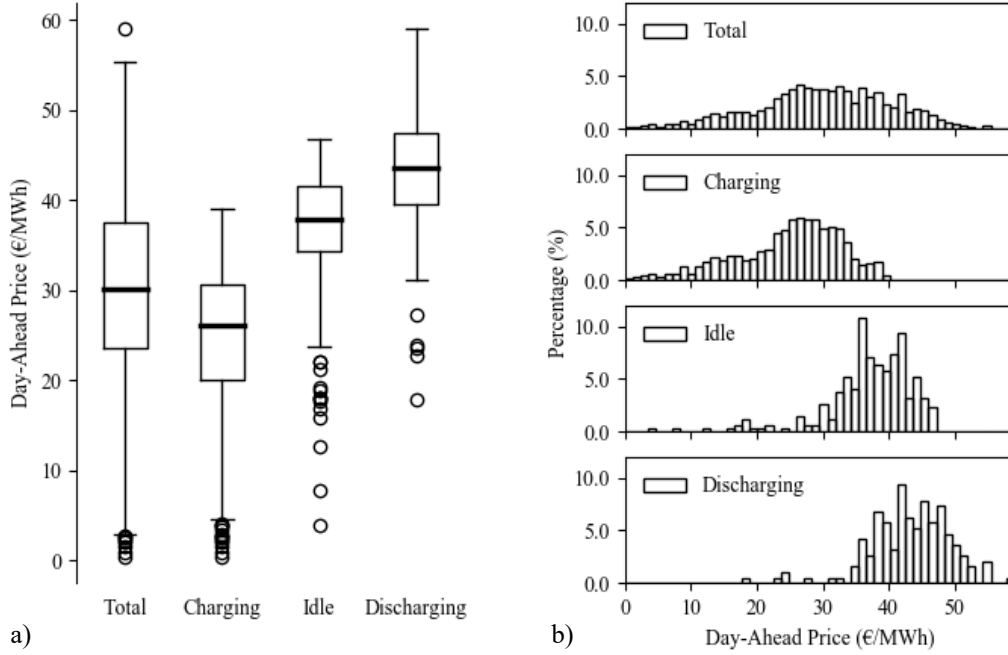 60
50
40
30
20
10
0
Day-Ahead Price (€/MWh)
Total Charging Idle Discharging
a)
10.0
5.0
0.0
Total
10.0
5.0
0.0
Charging
10.0
5.0
0.0
Idle
10.0
5.0
0.0
Discharging
Percentage (%)
0 10 20 30 40 50
Day-Ahead Price (€/MWh)
b)